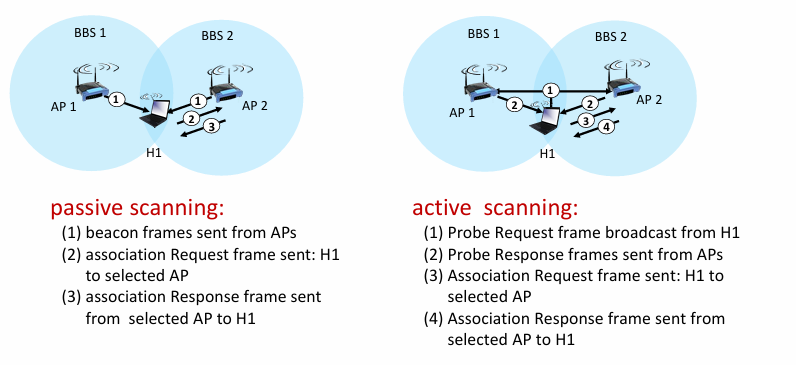 BBS 1
BBS 2
AP 1
1
1
2
3
AP 2
H1
passive scanning:
(1) beacon frames sent from APs
(2) association Request frame sent: H1
to selected AP
(3) association Response frame sent
from selected AP to H1
BBS 1
BBS 2
AP 1
1
2
2
3
4
AP 2
H1
active scanning:
(1) Probe Request frame broadcast from H1
(2) Probe Response frames sent from APs
(3) Association Request frame sent: H1 to
selected AP
(4) Association Response frame sent from
selected AP to H1